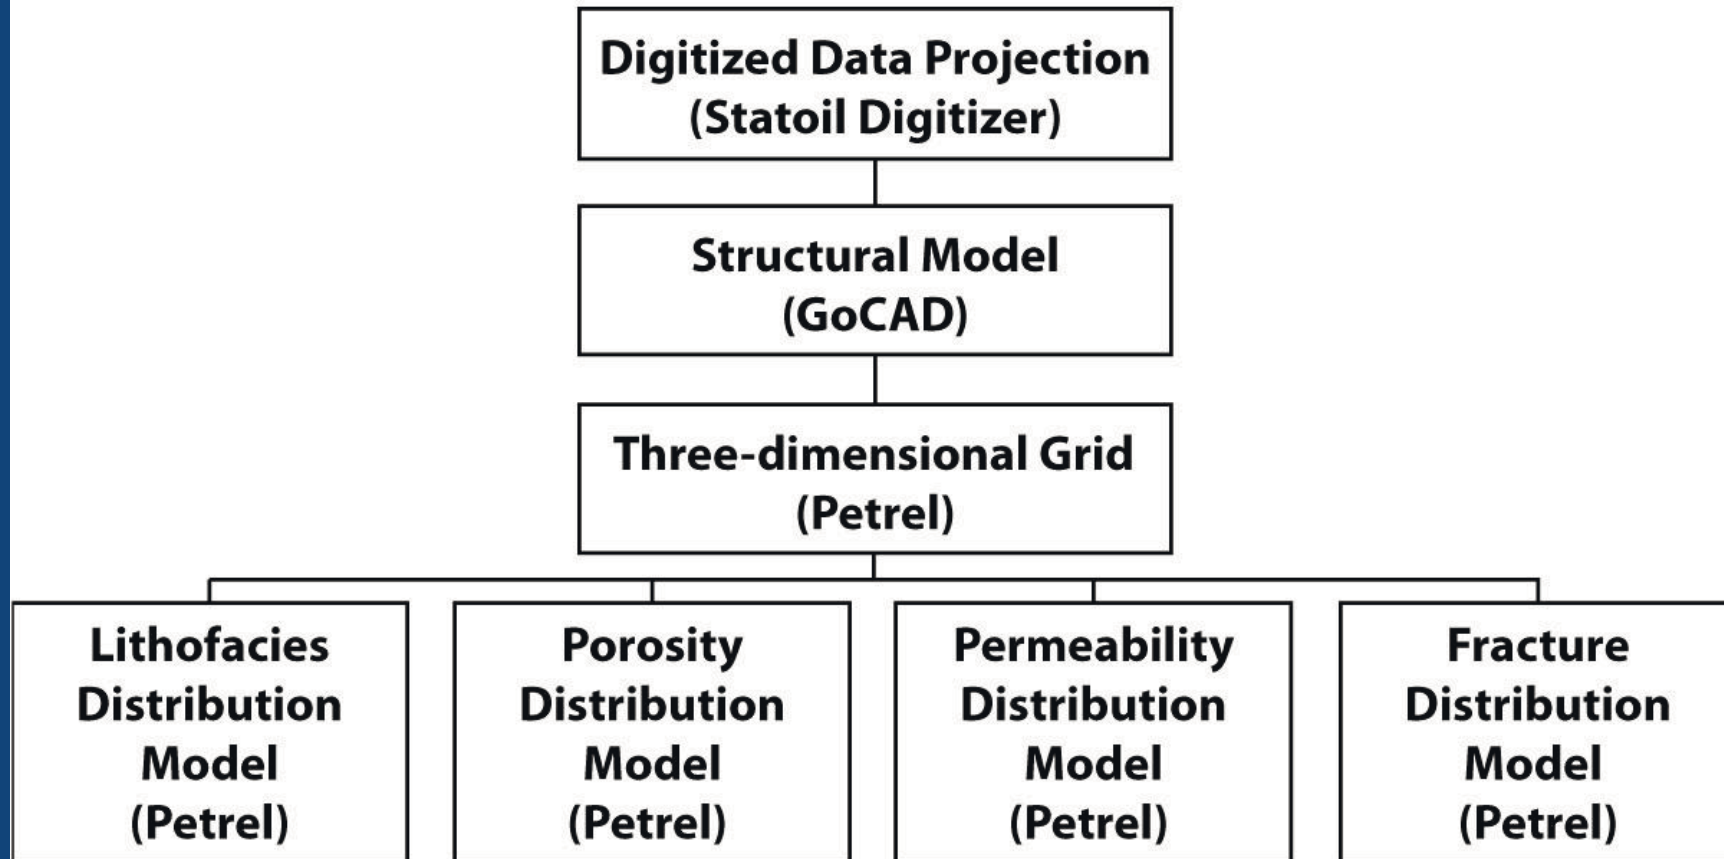 Digitized Data Projection
(Statoil Digitizer)
Structural Model
(GoCAD)
Three-dimensional Grid
(Petrel)
Lithofacies
Distribution
Model
(Petrel)
Porosity
Distribution
Model
(Petrel)
Permeability
Distribution
Model
(Petrel)
Fracture
Distribution
Model
(Petrel)